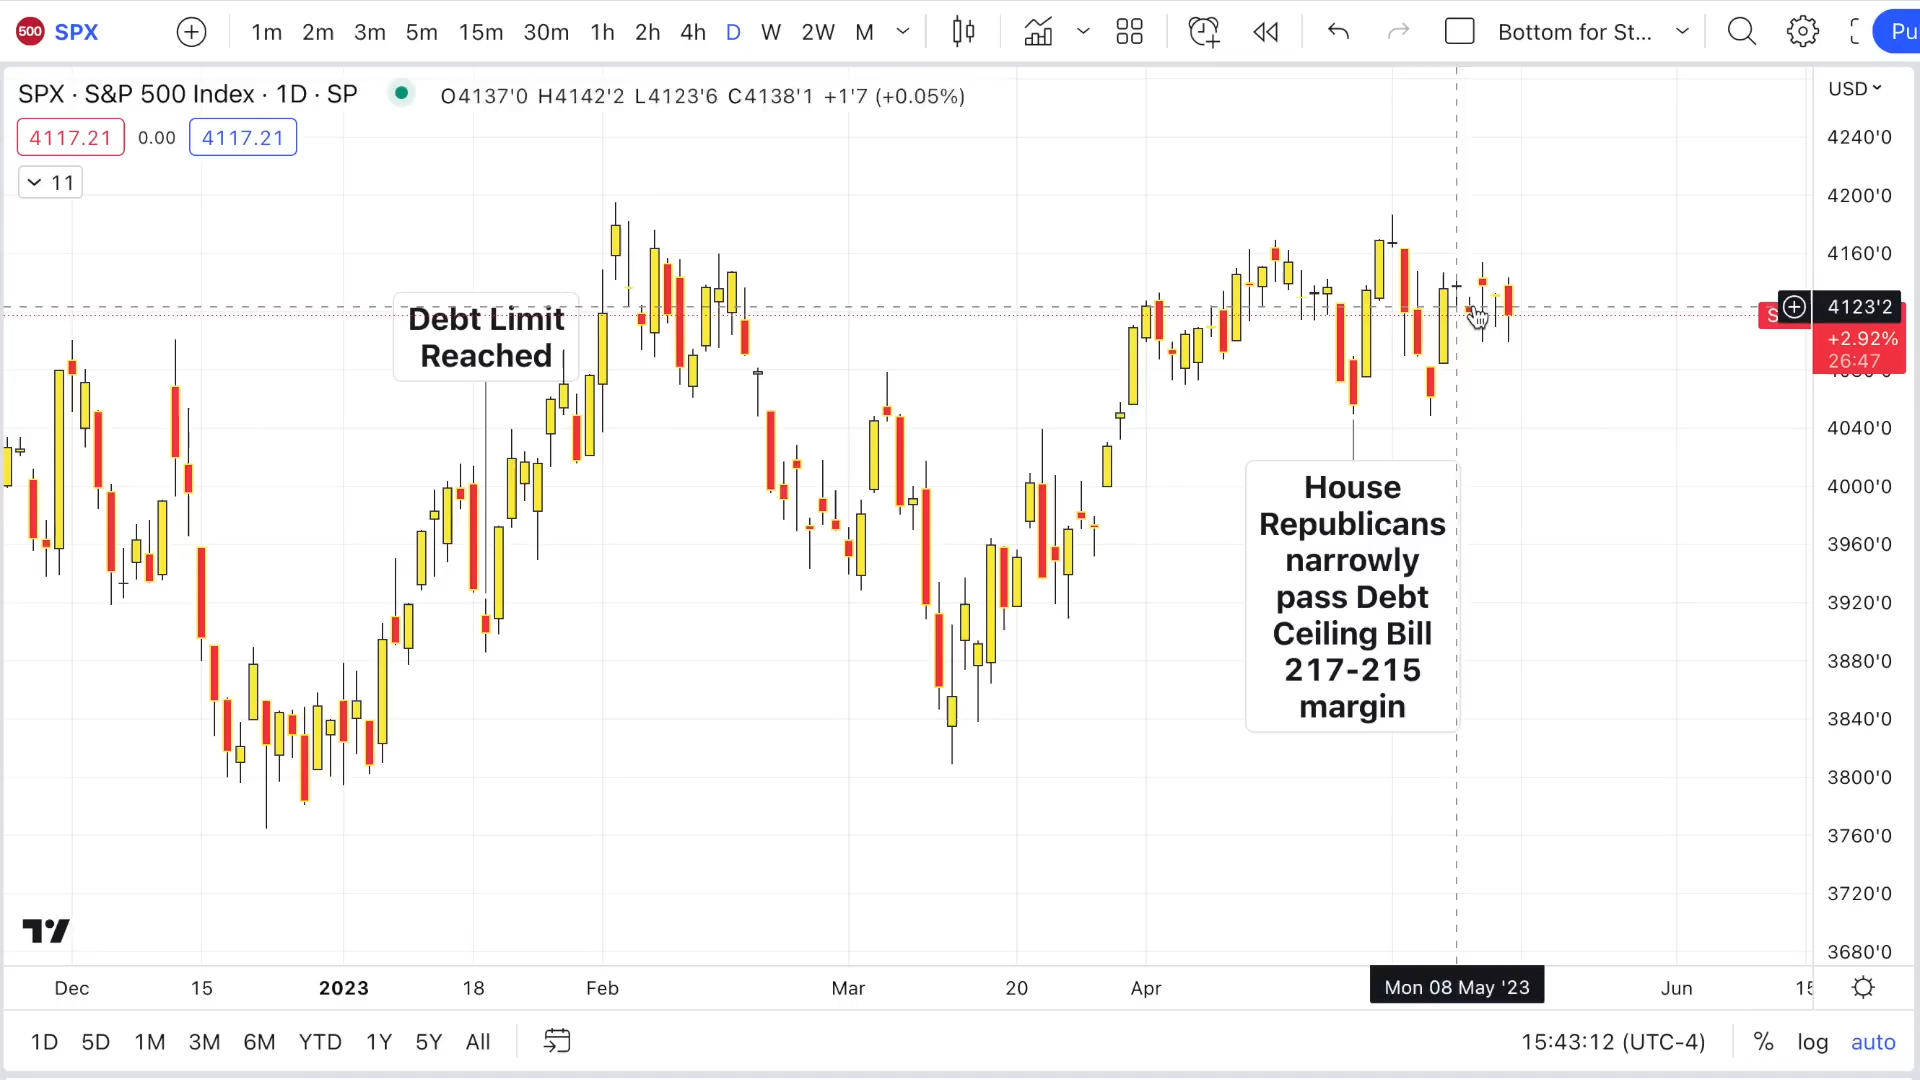 500 SPX 1m 2m 3m 5m 15m 30m 1h 2h 4h D W 2W M Bottom for St... Pu
SPX · S&P 500 Index · 1D · SP O4137'0 H4142'2 L4123'6 C4138'1 +1'7 (+0.05%) USD
4117.21 0.00 4117.21
11
4240'0
4200'0
4160'0
4123'2
S
+2.92%
26:47
4040'0
4000'0
3960'0
3920'0
3880'0
3840'0
3800'0
3760'0
3720'0
3680'0
Debt Limit
Reached
House
Republicans
narrowly
pass Debt
Ceiling Bill
217-215
margin
Dec 15 2023 18 Feb Mar 20 Apr Mon 08 May '23 Jun 15
1D 5D 1M 3M 6M YTD 1Y 5Y All 15:43:12 (UTC-4) % log auto